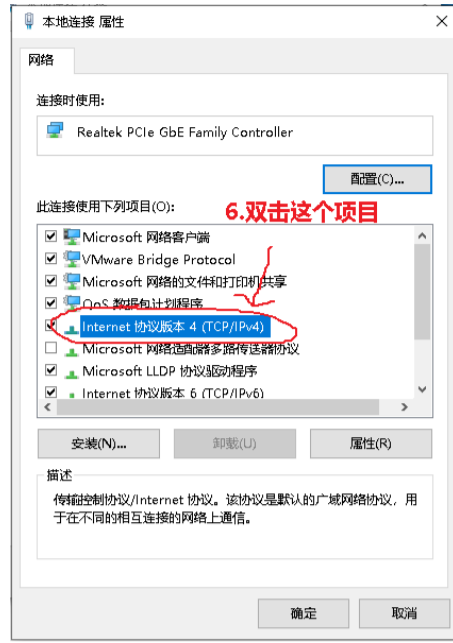 本地连接 属性
网络
连接时使用:
Realtek PCIe GbE Family Controller
配置(C)...
此连接使用下列项目(O):
6.双击这个项目
Microsoft 网络客户端
VMware Bridge Protocol
Microsoft 网络的文件和打印机共享
QoS 数据包计划程序
Internet 协议版本 4 (TCP/IPv4)
Microsoft 网络适配器多路传送器协议
Microsoft LLDP 协议驱动程序
Internet 协议版本 6 (TCP/IPv6)
安装(N)...
卸载(U)
属性(R)
描述
传输控制协议/Internet 协议。该协议是默认的广域网络协议，用
于在不同的相互连接的网络上通信。
确定
取消